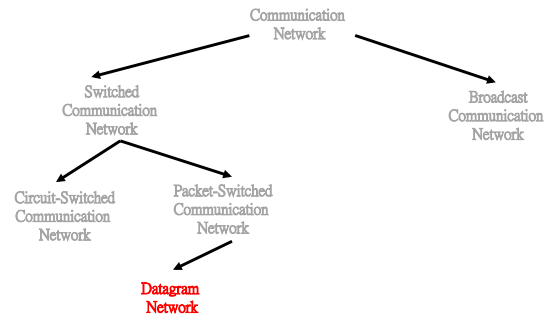 Communication
Network
Switched
Communication
Network
Broadcast
Communication
Network
Circuit-Switched
Communication
Network
Packet-Switched
Communication
Network
Datagram
Network